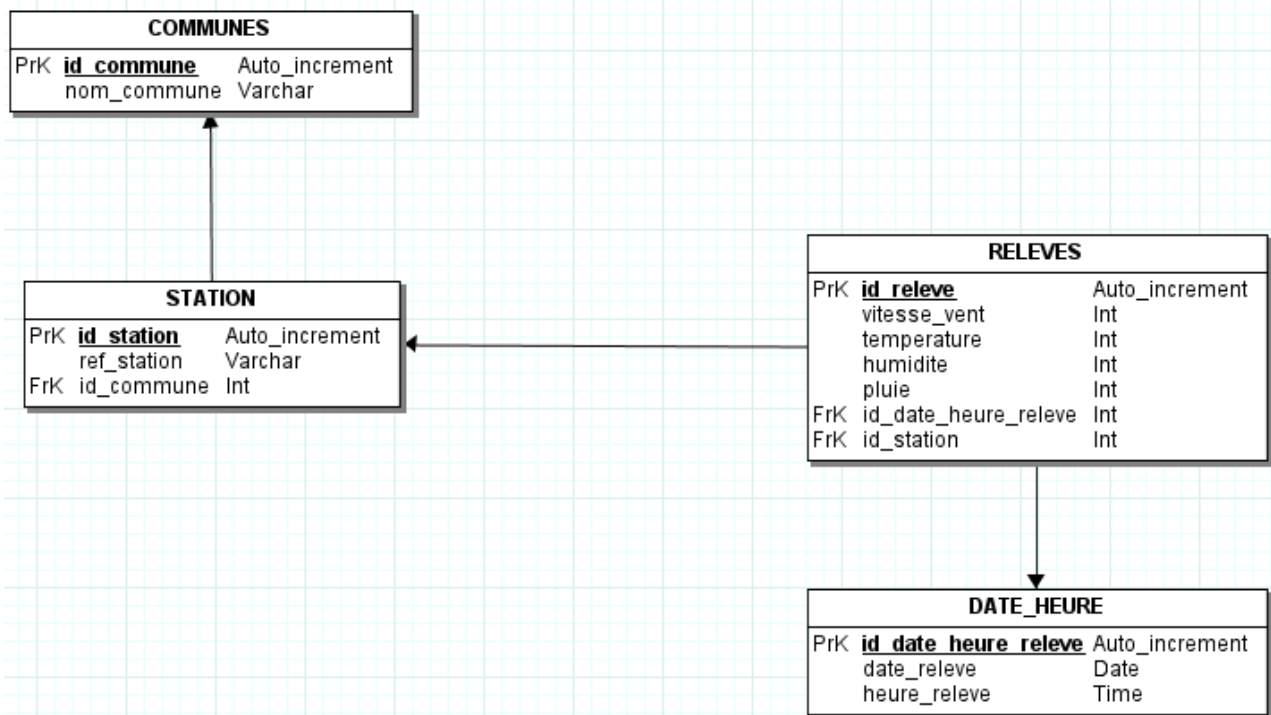 COMMUNES
PrK id_commune Auto_increment
nom_commune Varchar
STATION
PrK id_station Auto_increment
ref_station Varchar
FrK id_commune Int
RELEVES
PrK id_releve Auto_increment
vitesse_vent Int
temperature Int
humidite Int
pluie Int
FrK id_date_heure_releve Int
FrK id_station Int
DATE_HEURE
PrK id_date_heure_releve Auto_increment
date_releve Date
heure_releve Time